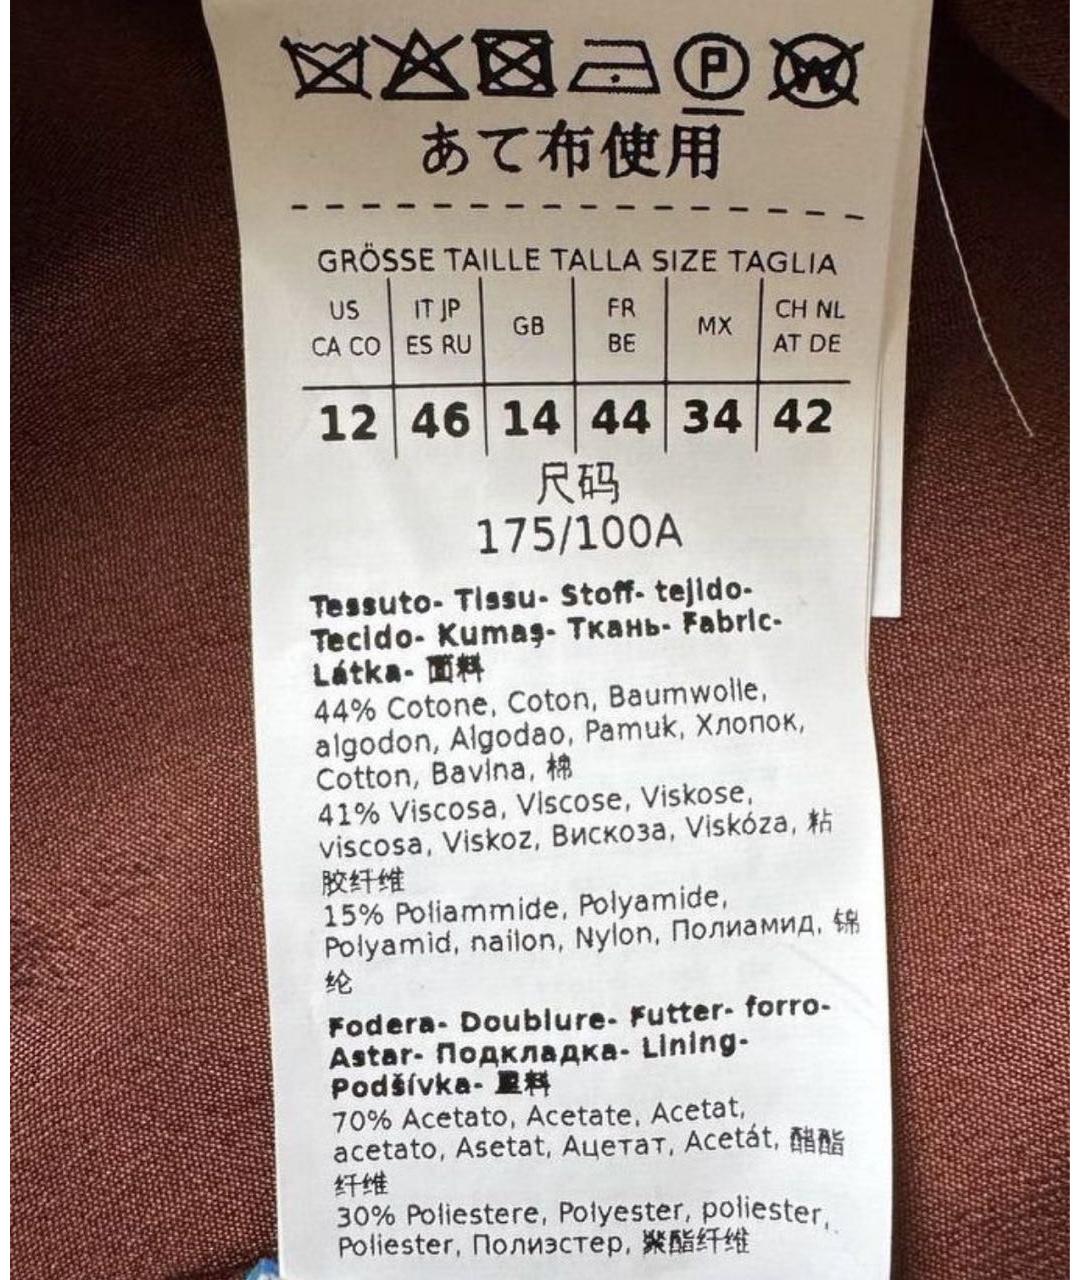 P W
あて布使用
GRÖSSE TAILLE TALLA SIZE TAGLIA
US CA CO IT JP ES RU GB FR BE MX CH NL AT DE
12 46 14 44 34 42
尺码
175/100A
Tessuto- Tissu- Stoff- tejido-
Tecido- Kumaş- Ткань- Fabric-
Látka- 面料
44% Cotone, Coton, Baumwolle,
algodon, Algodao, Pamuk, Хлопок,
Cotton, Bavlna, 棉
41% Viscosa, Viscose, Viskose,
viscosa, Viskoz, Вискоза, Viskóza, 粘
胶纤维
15% Poliammide, Polyamide,
Polyamid, nailon, Nylon, Полиамид, 锦
纶
Fodera- Doublure- Futter- forro-
Astar- Подкладка- Lining-
Podšívka- 里料
70% Acetato, Acetate, Acetat,
acetato, Asetat, Ацетат, Acetát, 醋酯
纤维
30% Poliestere, Polyester, poliester,
Poliester, Полиэстер, 聚酯纤维